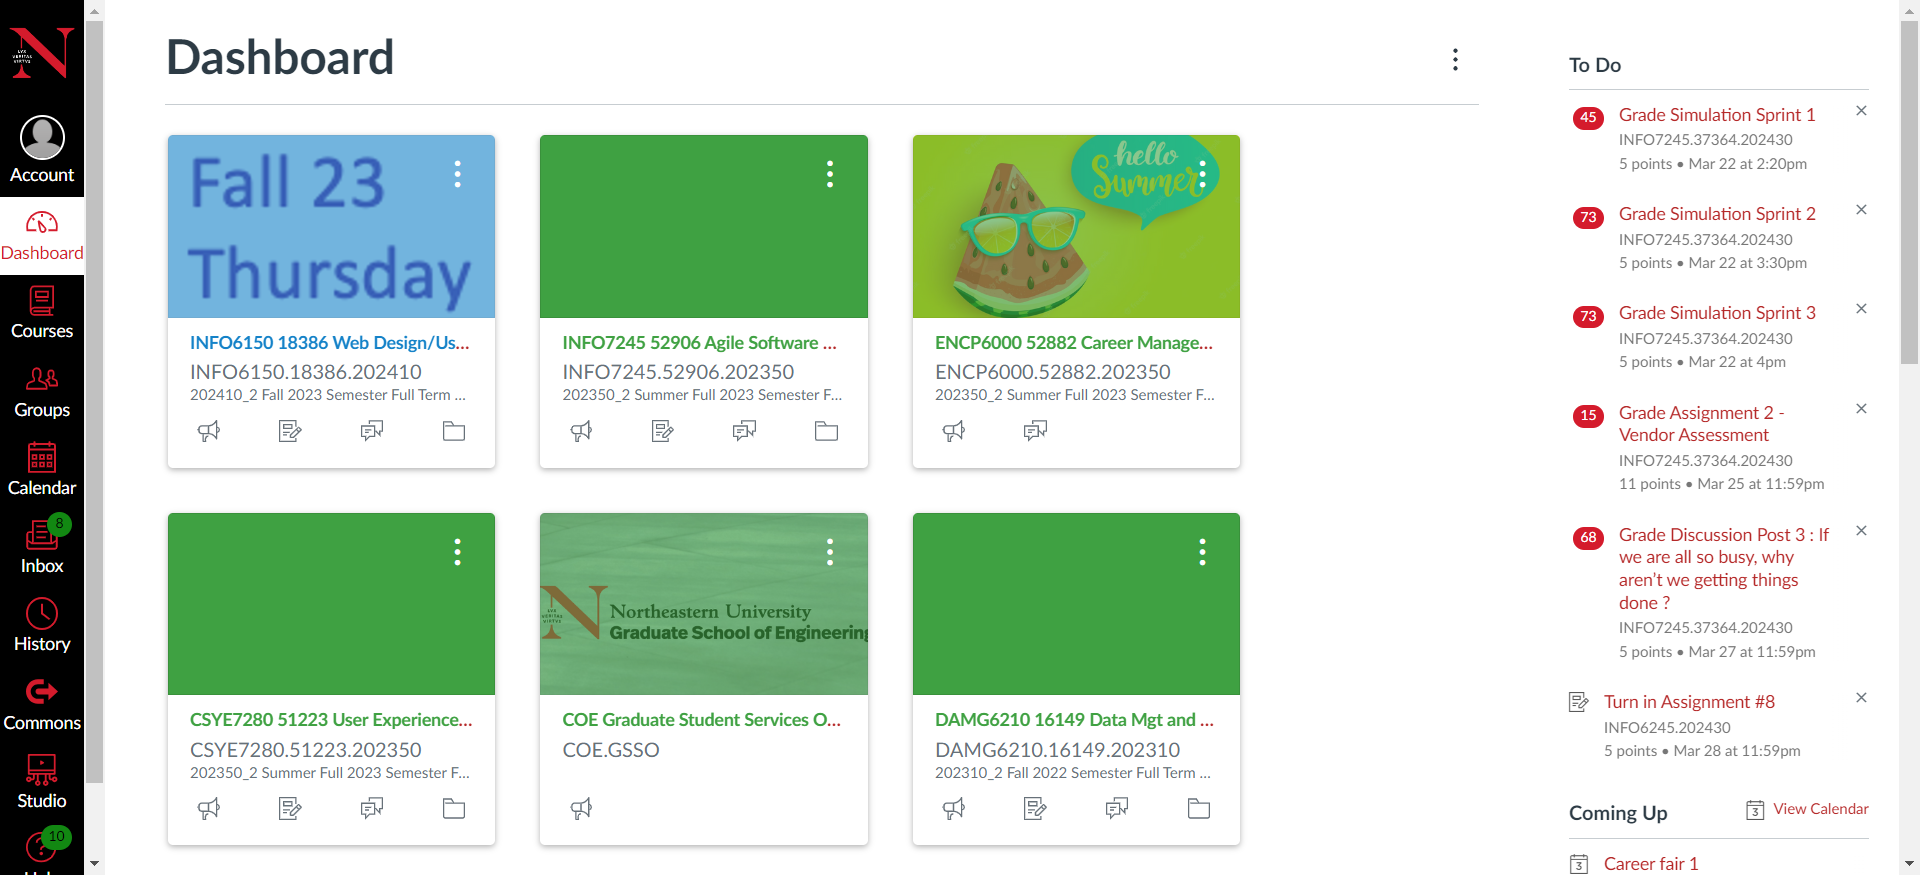 LVX
VERITAS
VIRTVS
Account
Dashboard
Courses
Groups
Calendar
8
Inbox
History
Commons
Studio
10
Dashboard
Fall 23
Thursday
INFO6150 18386 Web Design/Us...
INFO6150.18386.202410
202410_2 Fall 2023 Semester Full Term ...
INFO7245 52906 Agile Software ...
INFO7245.52906.202350
202350_2 Summer Full 2023 Semester F...
hello
Summer
ENCP6000 52882 Career Manage...
ENCP6000.52882.202350
202350_2 Summer Full 2023 Semester F...
CSYE7280 51223 User Experience...
CSYE7280.51223.202350
202350_2 Summer Full 2023 Semester F...
N
LVX
VERITAS
VIRTVS
Northeastern University
Graduate School of Engineering
COE Graduate Student Services O...
COE.GSSO
DAMG6210 16149 Data Mgt and ...
DAMG6210.16149.202310
202310_2 Fall 2022 Semester Full Term ...
To Do
45
Grade Simulation Sprint 1
INFO7245.37364.202430
5 points • Mar 22 at 2:20pm
73
Grade Simulation Sprint 2
INFO7245.37364.202430
5 points • Mar 22 at 3:30pm
73
Grade Simulation Sprint 3
INFO7245.37364.202430
5 points • Mar 22 at 4pm
15
Grade Assignment 2 -
Vendor Assessment
INFO7245.37364.202430
11 points • Mar 25 at 11:59pm
68
Grade Discussion Post 3 : If
we are all so busy, why
aren't we getting things
done ?
INFO7245.37364.202430
5 points • Mar 27 at 11:59pm
Turn in Assignment #8
INFO6245.202430
5 points • Mar 28 at 11:59pm
Coming Up
3
View Calendar
3
Career fair 1